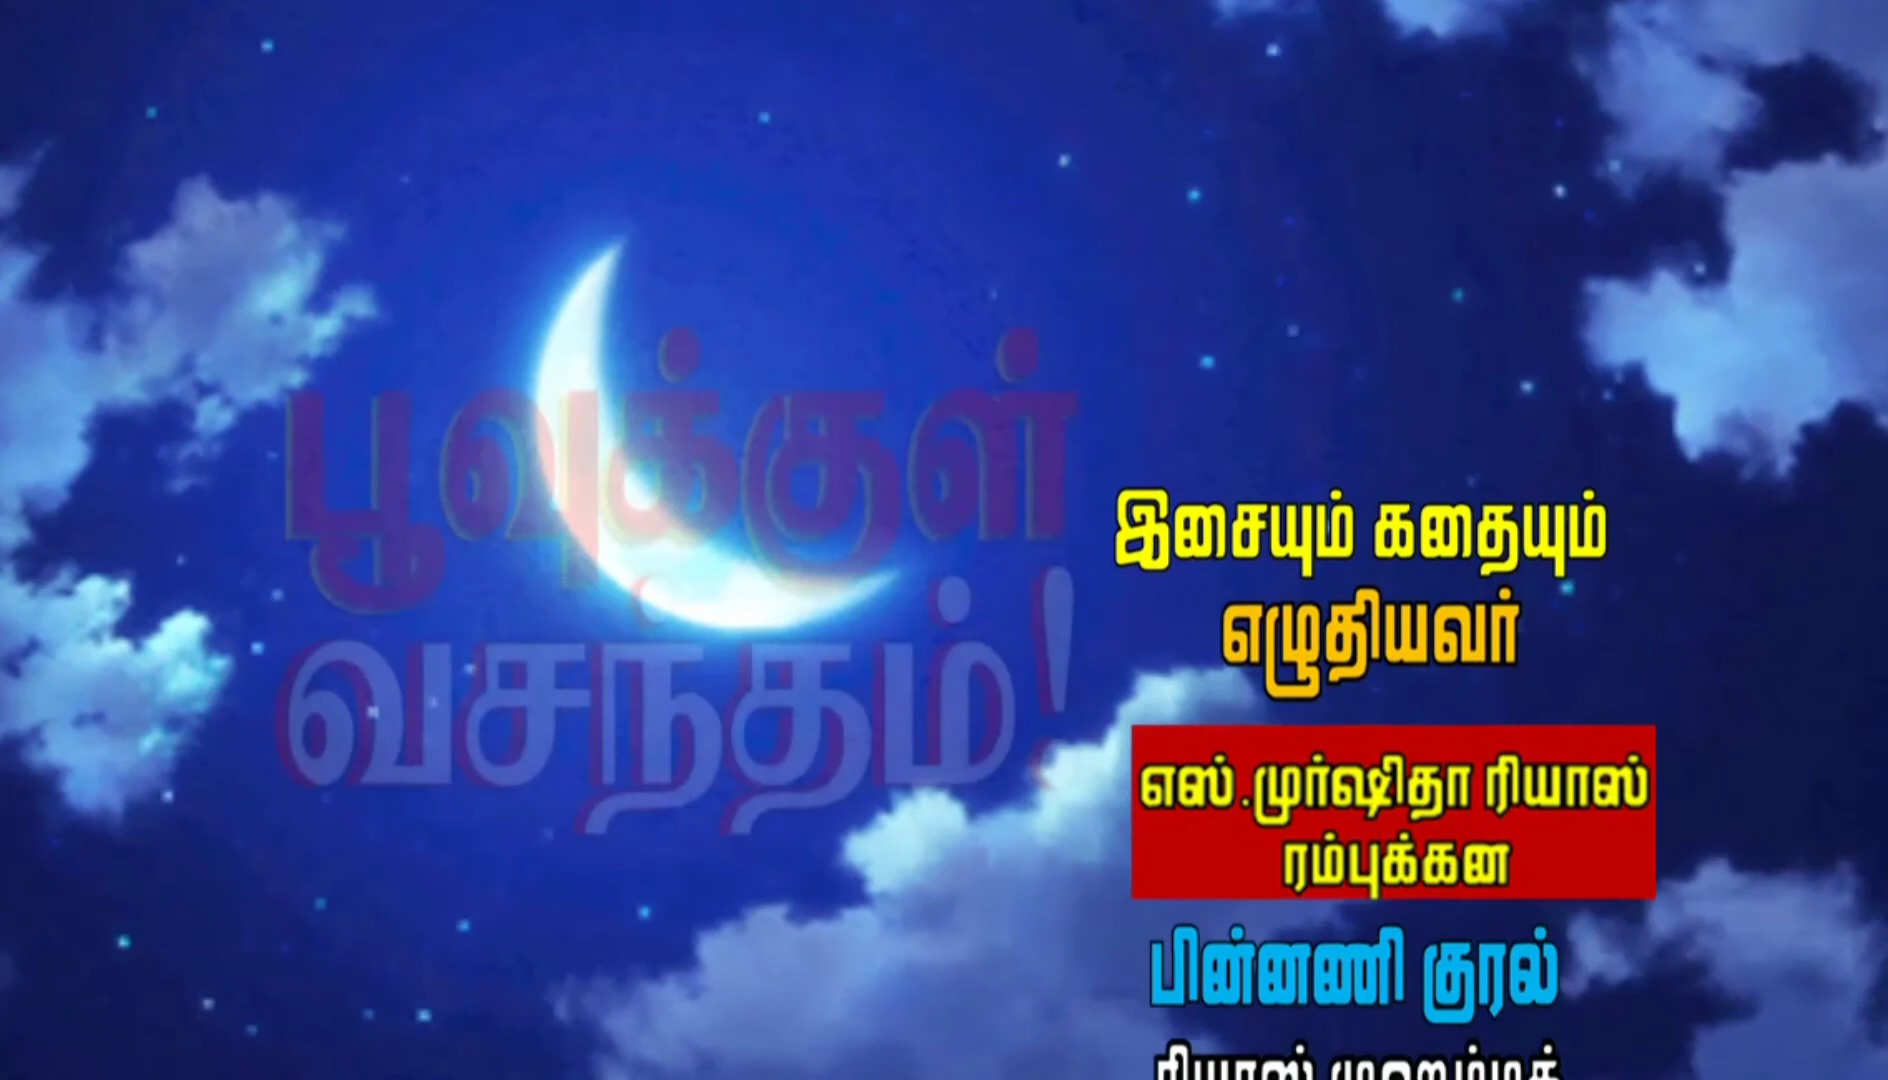 பூவுக்குள்
வசந்தம்!
இசையும் கதையும்
எழுதியவர்
எஸ்.முர்ஷிதா ரியாஸ்
ரம்புக்கன
பின்னணி குரல்
ரியாஸ்